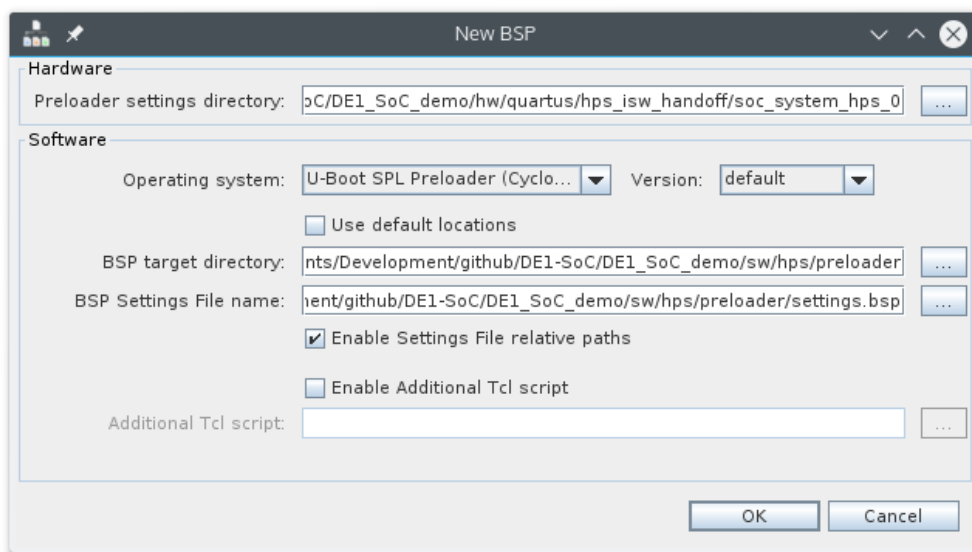 New BSP
Hardware
Preloader settings directory: oC/DE1_SoC_demo/hw/quartus/hps_isw_handoff/soc_system_hps_0 ...
Software
Operating system: U-Boot SPL Preloader (Cyclo... Version: default
Use default locations
BSP target directory: nts/Development/github/DE1-SoC/DE1_SoC_demo/sw/hps/preloader ...
BSP Settings File name: nent/github/DE1-SoC/DE1_SoC_demo/sw/hps/preloader/settings.bsp ...
Enable Settings File relative paths
Enable Additional Tcl script
Additional Tcl script: ...
OK Cancel